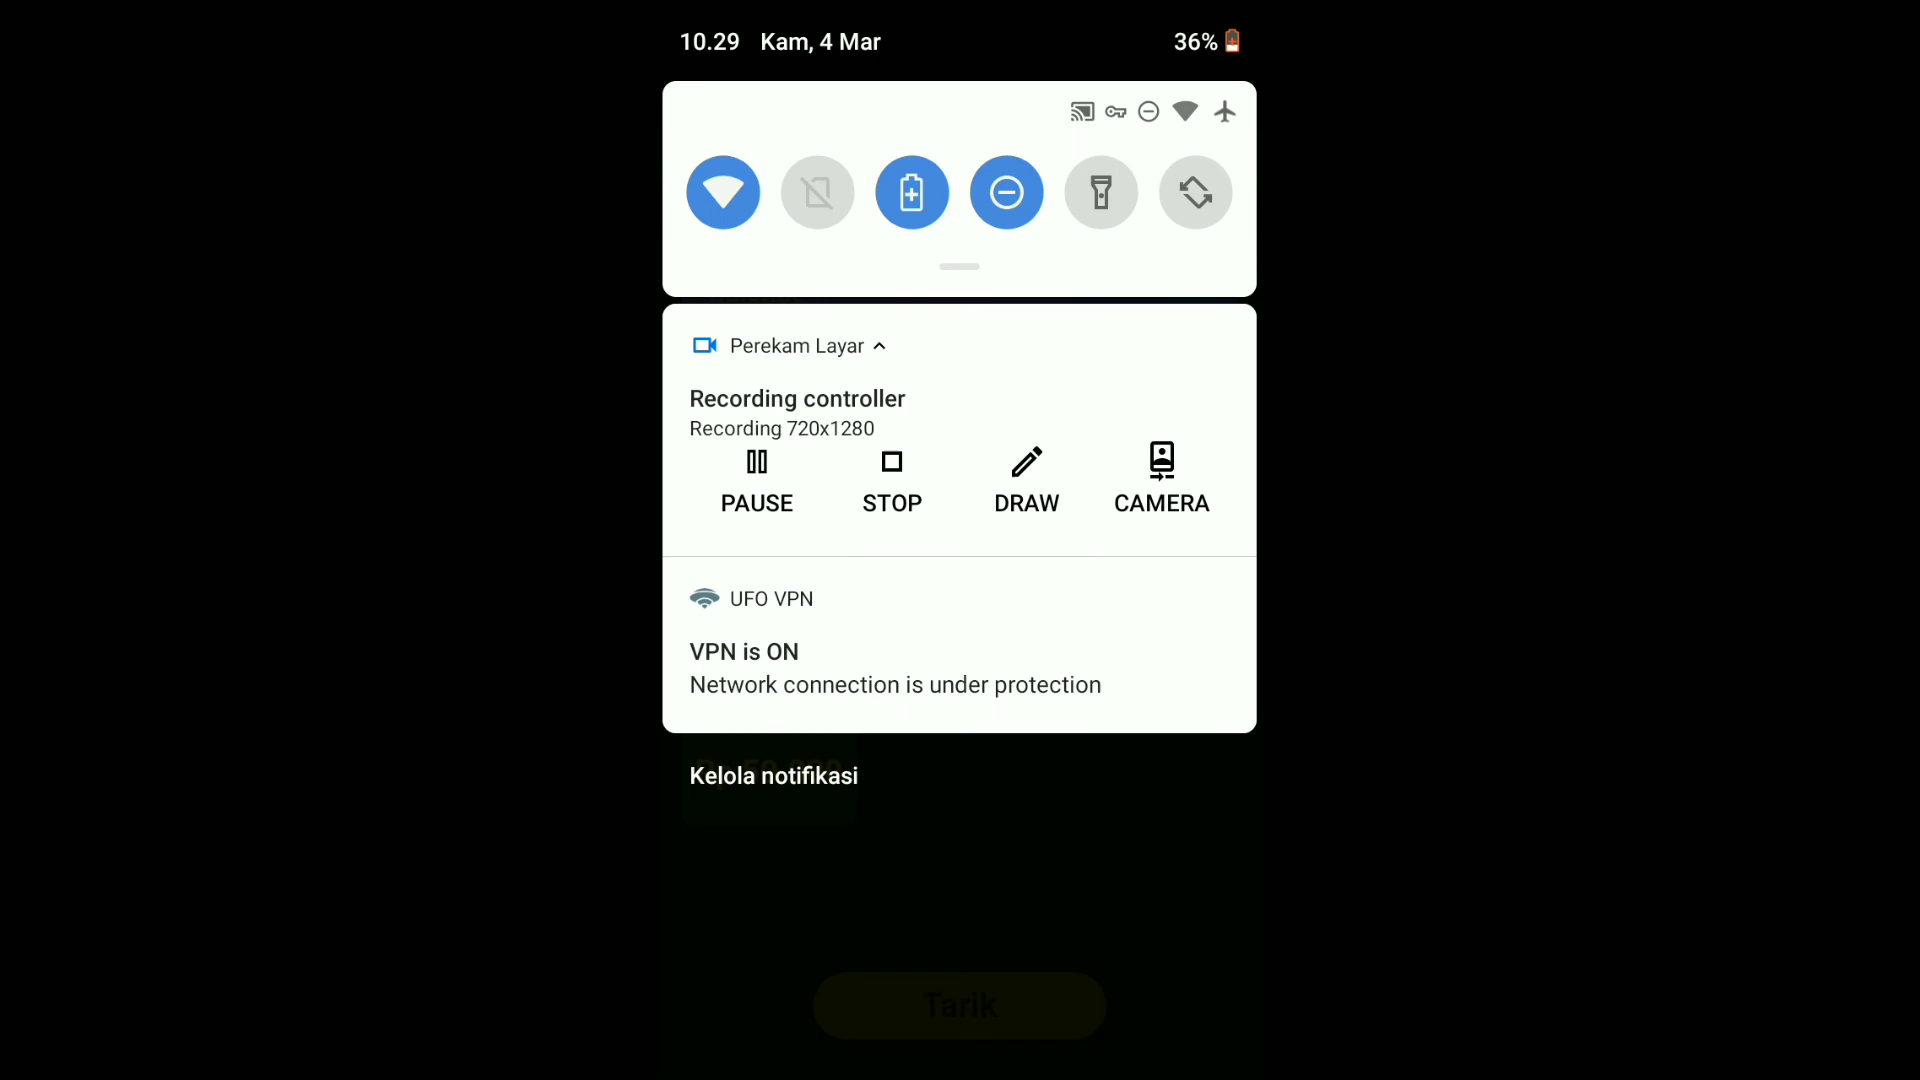 10.29 Kam, 4 Mar 36%
Perekam Layar
Recording controller
Recording 720x1280
PAUSE STOP DRAW CAMERA
UFO VPN
VPN is ON
Network connection is under protection
Kelola notifikasi
Tarik